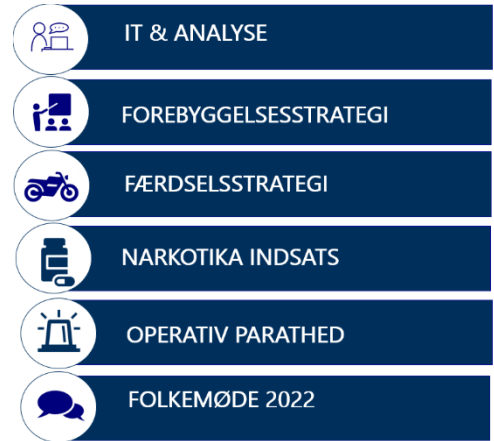 IT & ANALYSE
FOREBYGGELSESSTRATEGI
FÆRDSELSSTRATEGI
NARKOTIKA INDSATS
OPERATIV PARATHED
FOLKEMØDE 2022